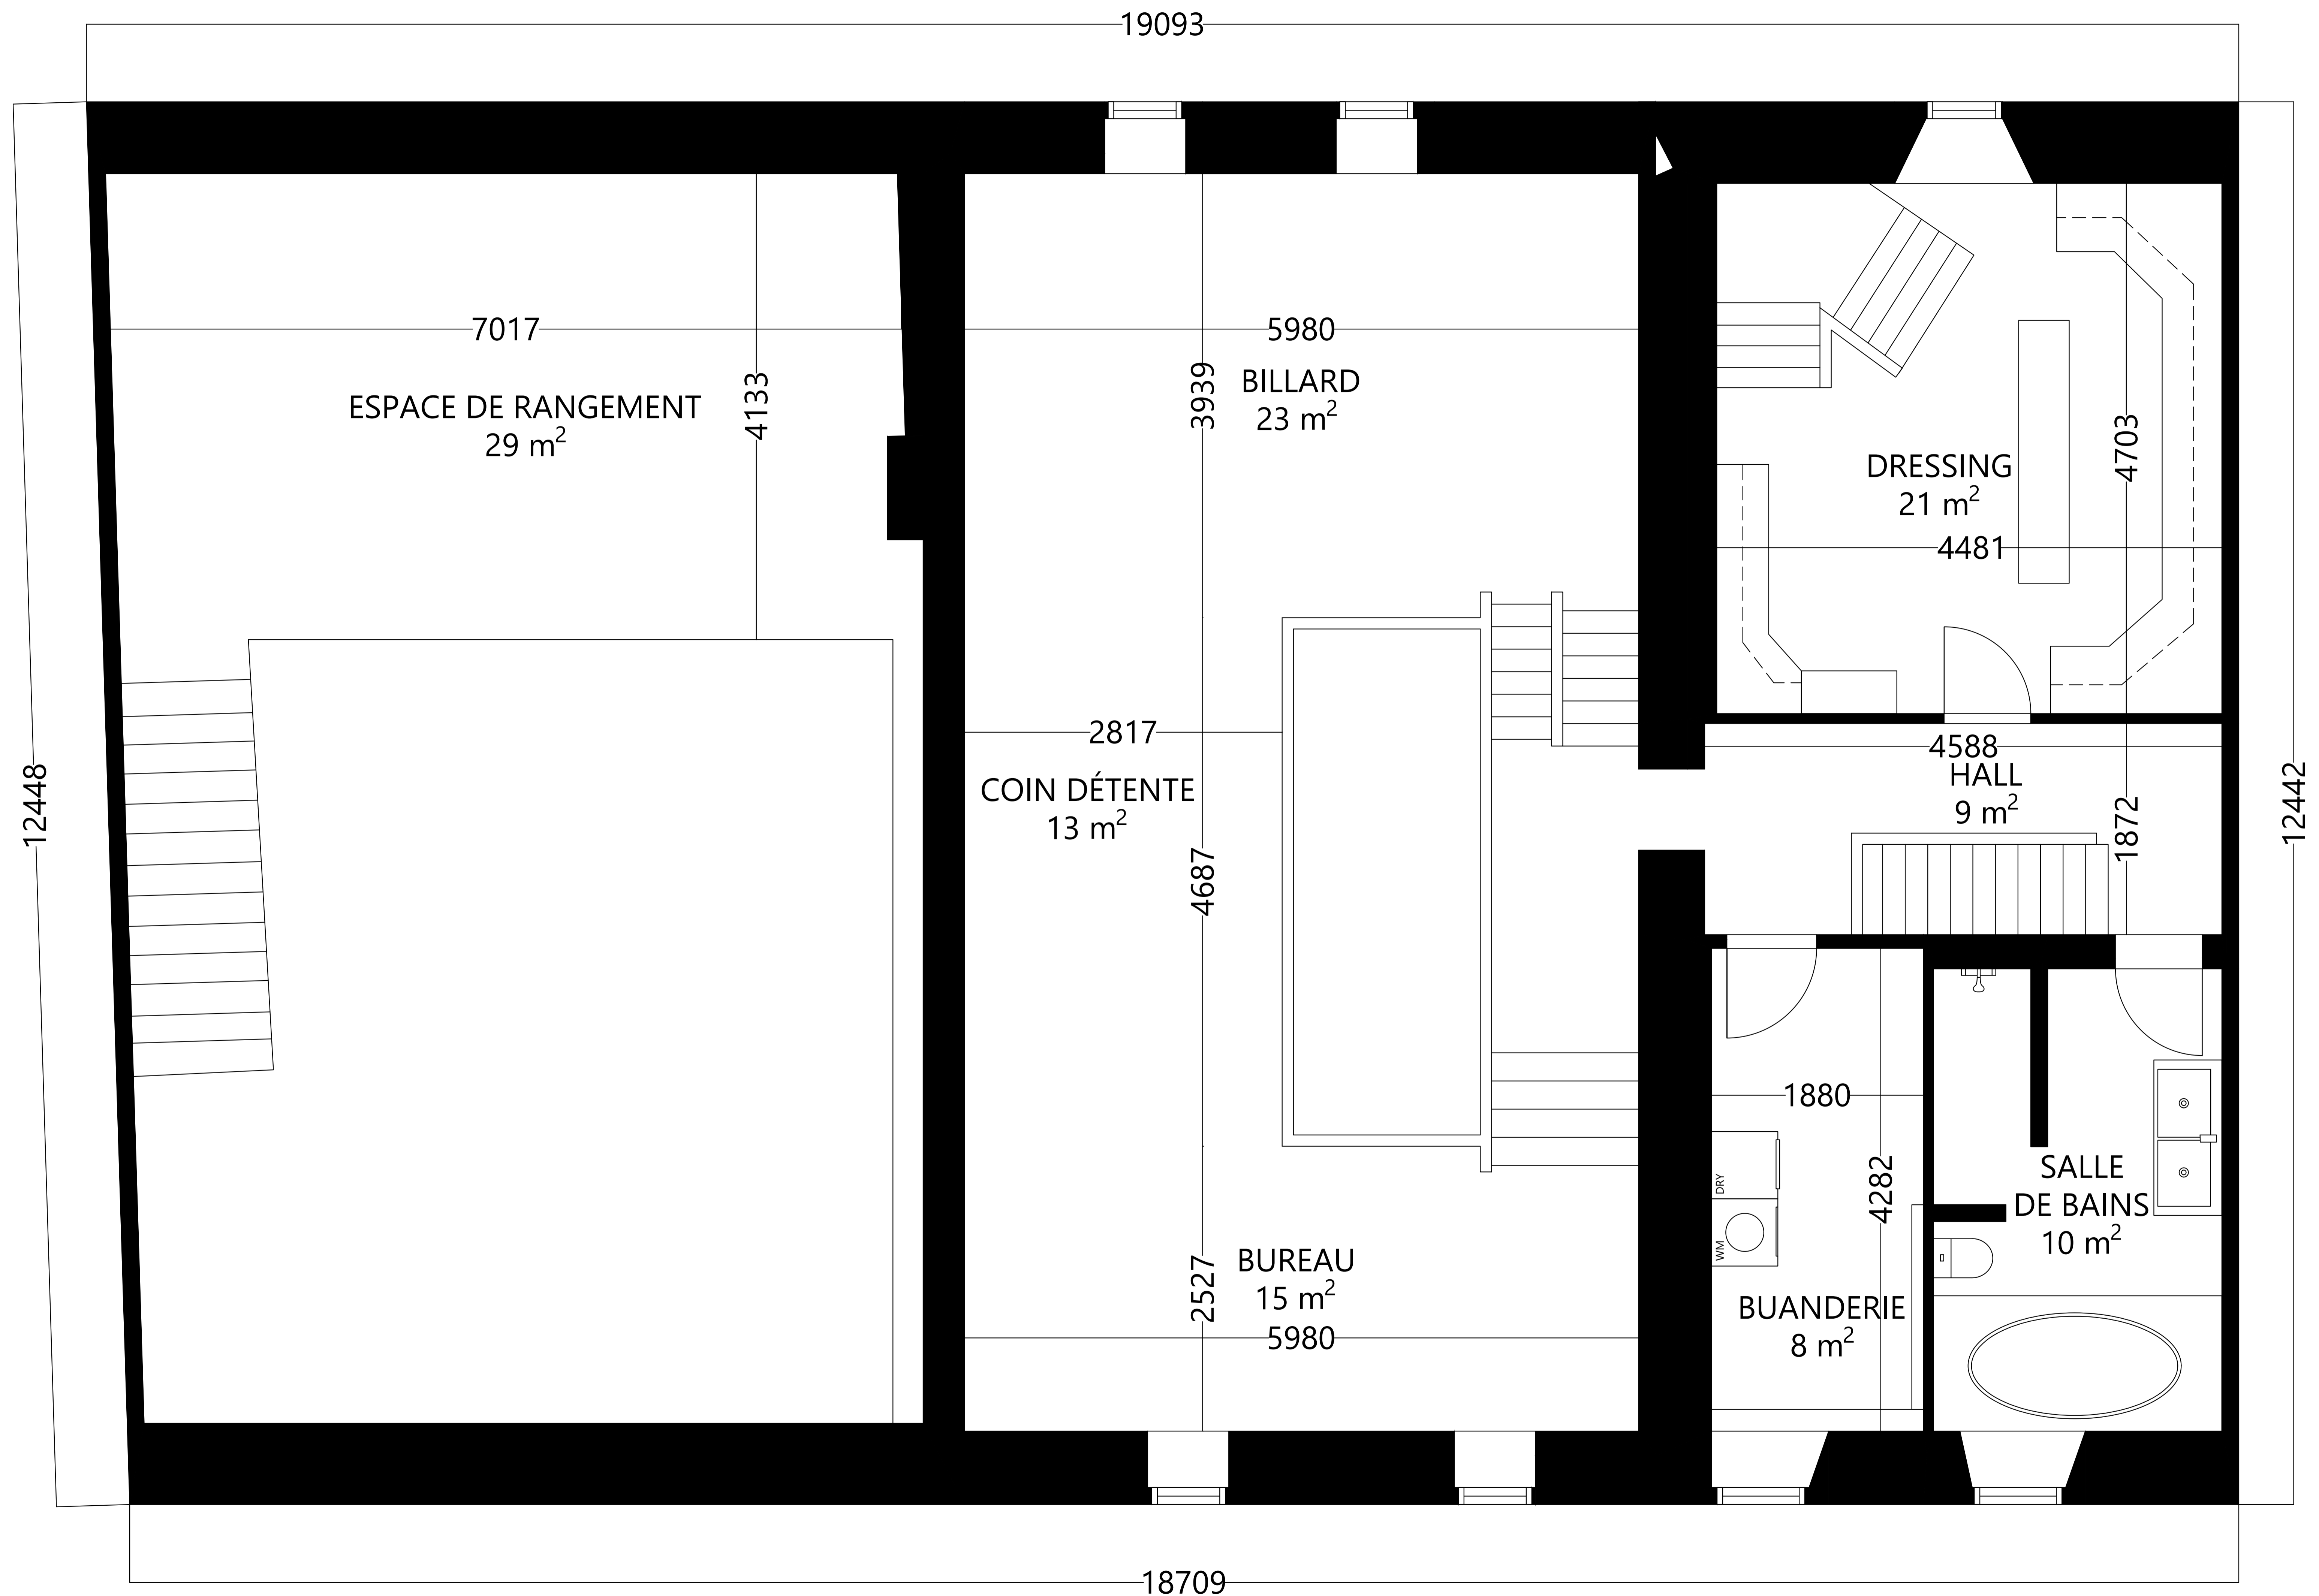 19093
7017
5980
ESPACE DE RANGEMENT
29 m²
4133
3939
BILLARD
23 m²
DRESSING
21 m²
4703
4481
2817
4588
HALL
9 m²
1872
COIN DÉTENTE
13 m²
4687
12448
12442
1880
DRY
WM
4282
SALLE
DE BAINS
10 m²
BUREAU
15 m²
2527
5980
BUANDERIE
8 m²
18709